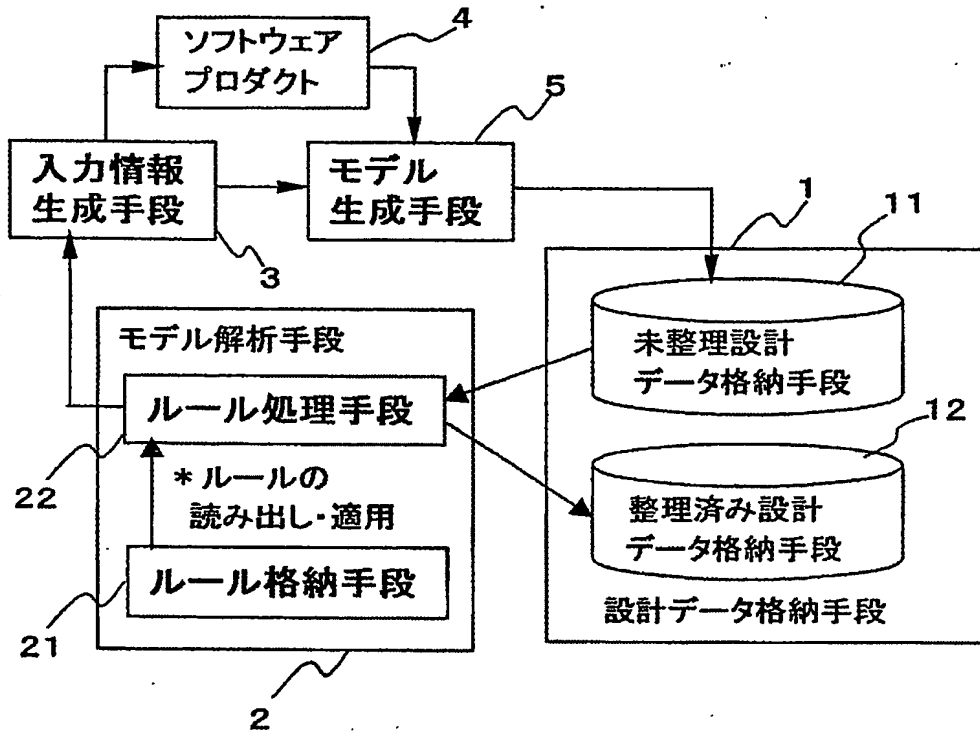 4
ソフトウェア
プロダクト
5
入力情報
生成手段
モデル
生成手段
3
1
11
モデル解析手段
未整理設計
データ格納手段
ルール処理手段
22
12
*ルールの
読み出し・適用
整理済み設計
データ格納手段
ルール格納手段
21
設計データ格納手段
2